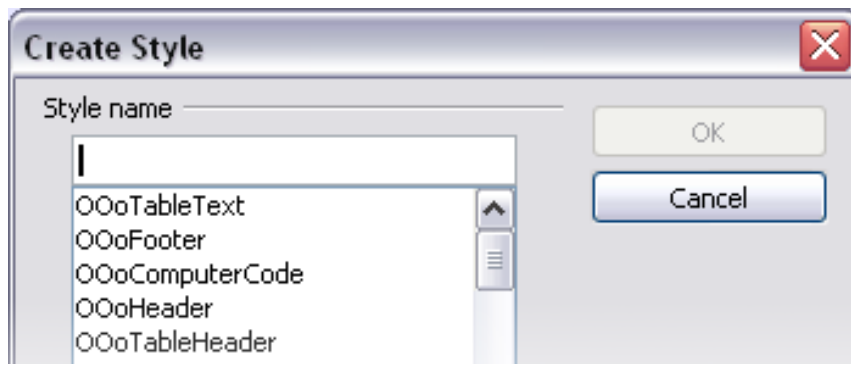 Create Style
Style name
OK
Cancel
OOoTableText
OOoFooter
OOoComputerCode
OOoHeader
OOoTableHeader